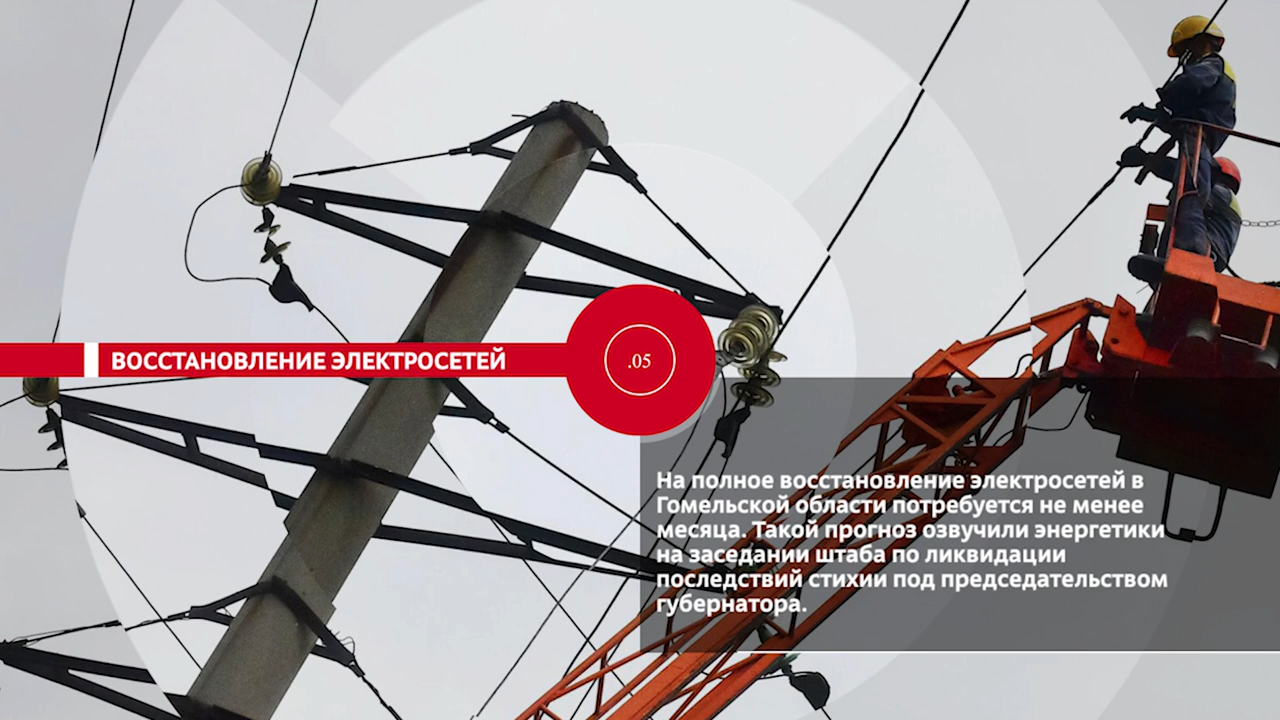 ВОССТАНОВЛЕНИЕ ЭЛЕКТРОСЕТЕЙ
.05
На полное восстановление электросетей в
Гомельской области потребуется не менее
месяца. Такой прогноз озвучили энергетики
на заседании штаба по ликвидации
последствий стихии под председательством
губернатора.